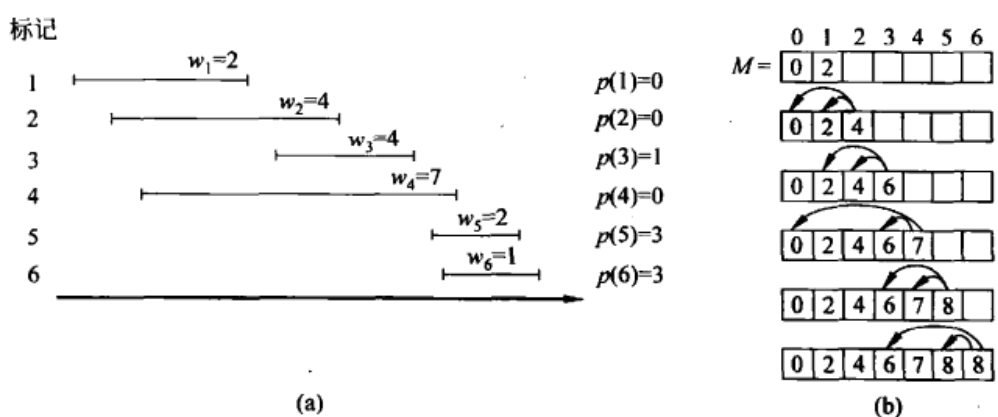 标记
1 w₁=2 p(1)=0
2 w₂=4 p(2)=0
3 w₃=4 p(3)=1
4 w₄=7 p(4)=0
5 w₅=2 p(5)=3
6 w₆=1 p(6)=3
(a)
0 1 2 3 4 5 6
M= 0 2
0 2 4
0 2 4 6
0 2 4 6 7
0 2 4 6 7 8
0 2 4 6 7 8 8
(b)